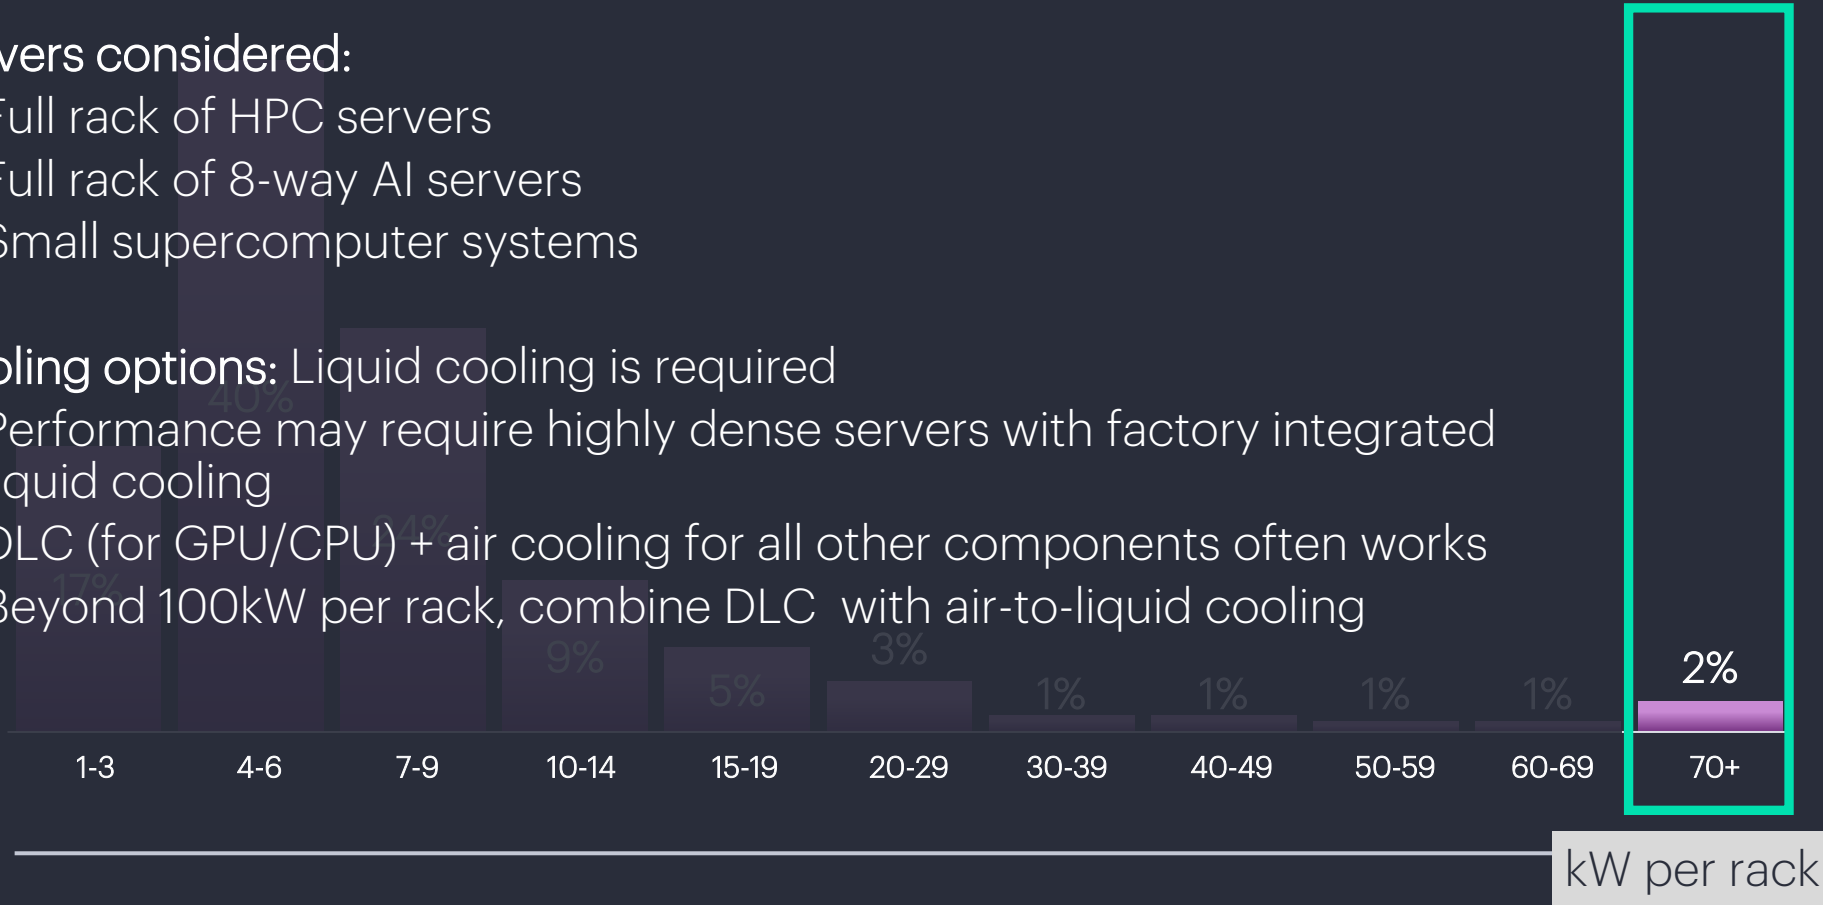 vers considered:
Full rack of HPC servers
Full rack of 8-way AI servers
Small supercomputer systems
oling options: Liquid cooling is required
40%
Performance may require highly dense servers with factory integrated
iquid cooling
24%
DLC (for GPU/CPU) + air cooling for all other components often works
17%
Beyond 100kW per rack, combine DLC with air-to-liquid cooling
9%
5%
3%
1%
1%
1%
1%
2%
1-3 4-6 7-9 10-14 15-19 20-29 30-39 40-49 50-59 60-69 70+
kW per rack